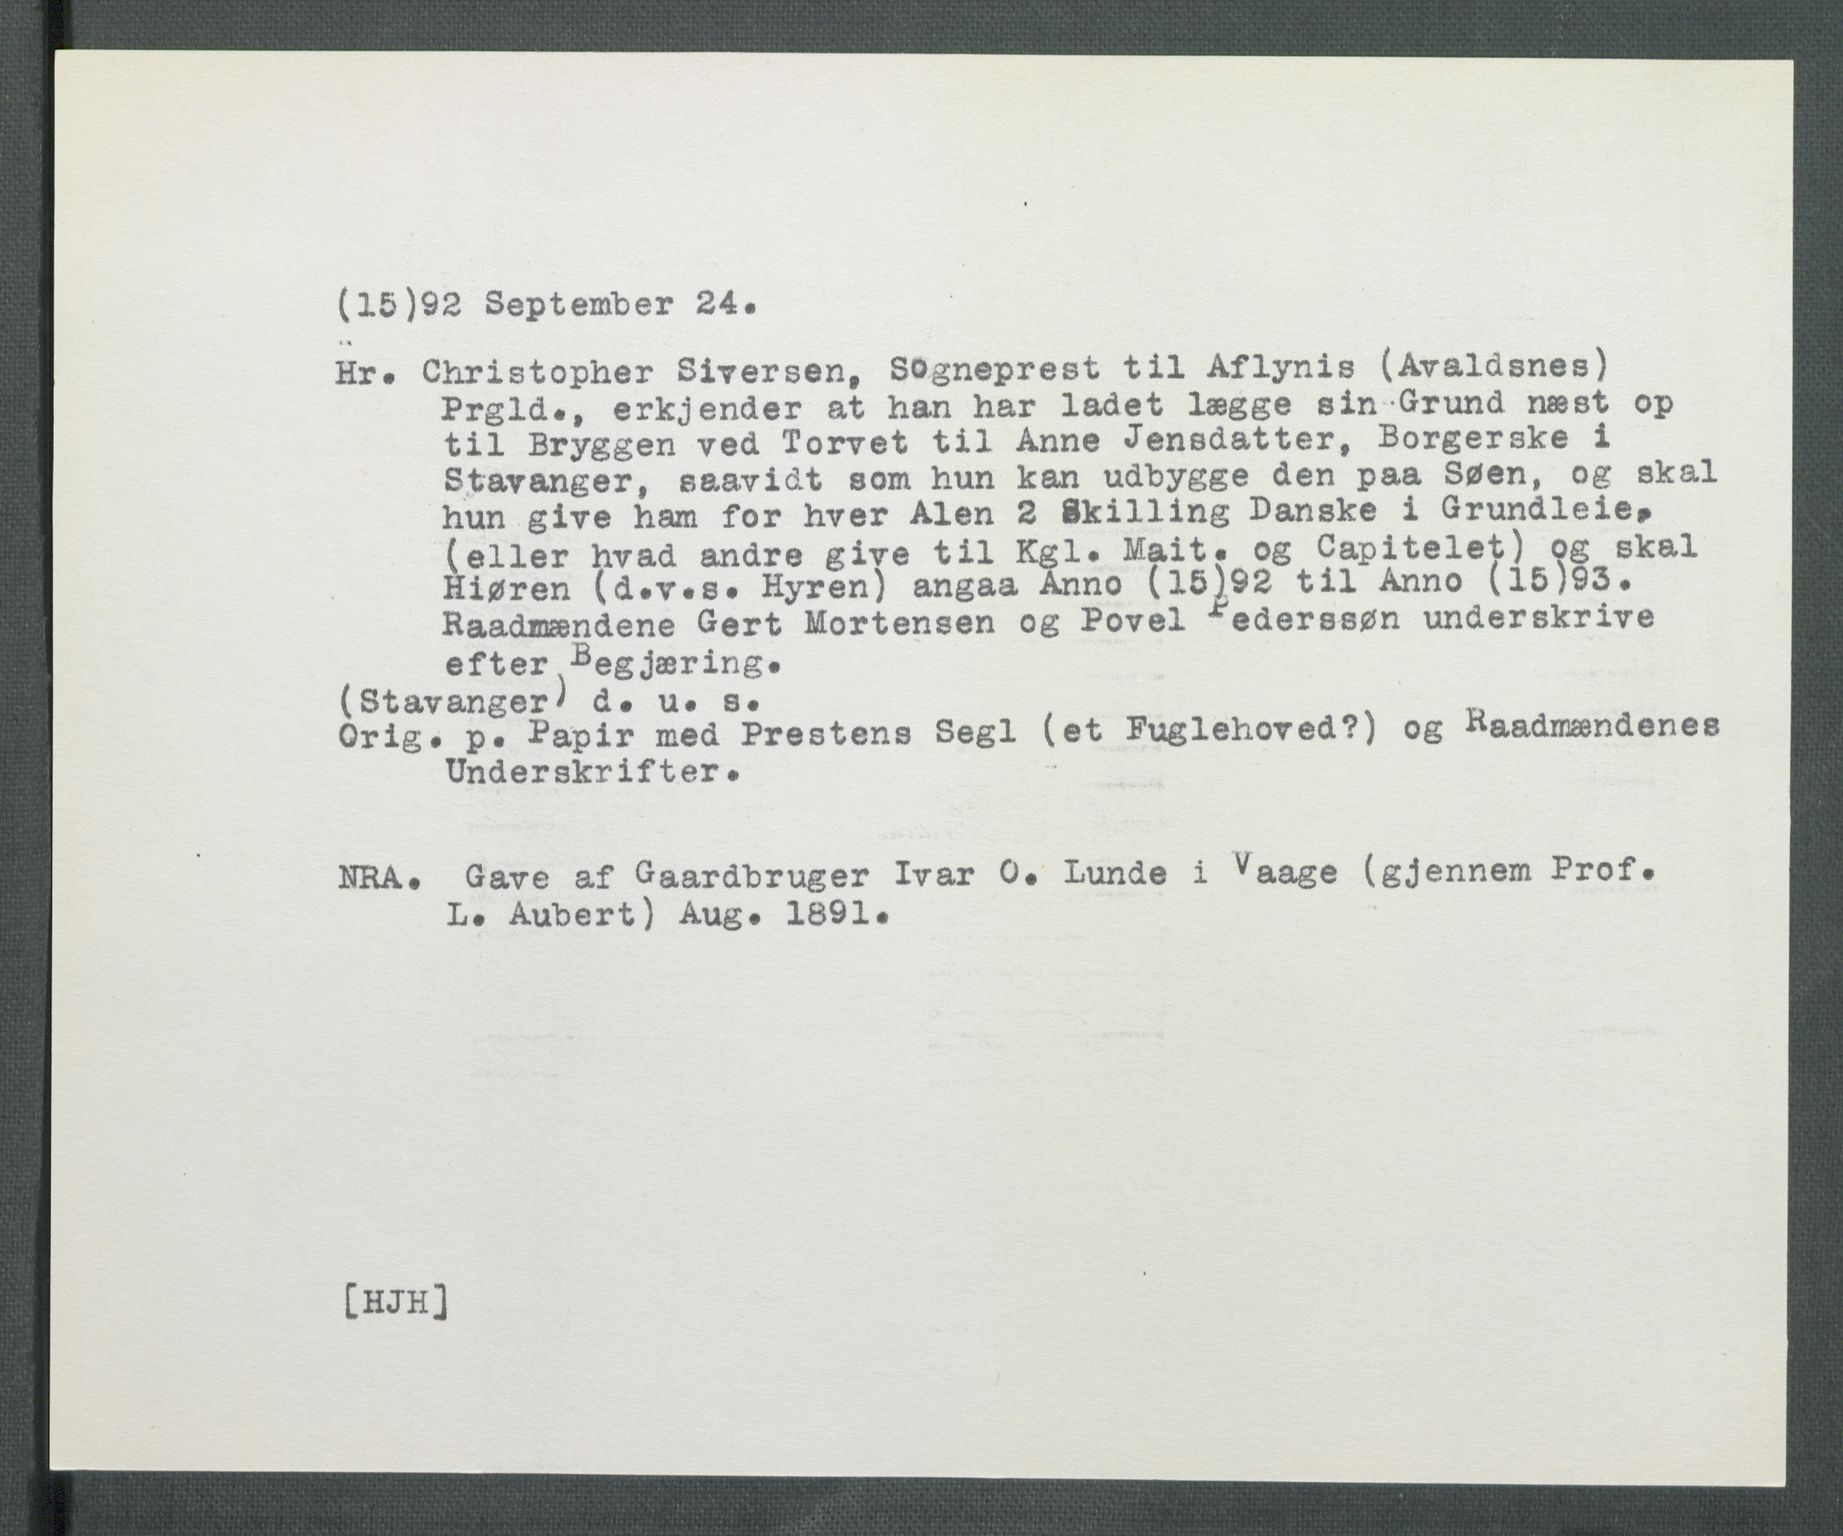 (15)92 September 24.
Hr. Christopher Siversen, Sogneprest til Aflynis (Avaldsnes)
Prgld., erkjender at han har ladet lægge sin Grund næst op
til Bryggen ved Torvet til Anne Jensdatter, Borgerske i
Stavanger, saavidt som hun kan udbygge den paa Søen, og skal
hun give ham for hver Alen 2 Skilling Danske i Grundleie,
(eller hvad andre give til Kgl. Mait. og Capitelet) og skal
Hiøren (d.v.s. Hyren) angaa Anno (15)92 til Anno (15)93.
Raadmændene Gert Mortensen og Povel Pederssøn underskrive
efter Begjæring.
(Stavanger) d. u. s.
Orig. p. Papir med Prestens Segl (et Fuglehoved?) og Raadmændenes
Underskrifter.
NRA. Gave af Gaardbruger Ivar O. Lunde i Vaage (gjennem Prof.
L. Aubert) Aug. 1891.
[HJH]